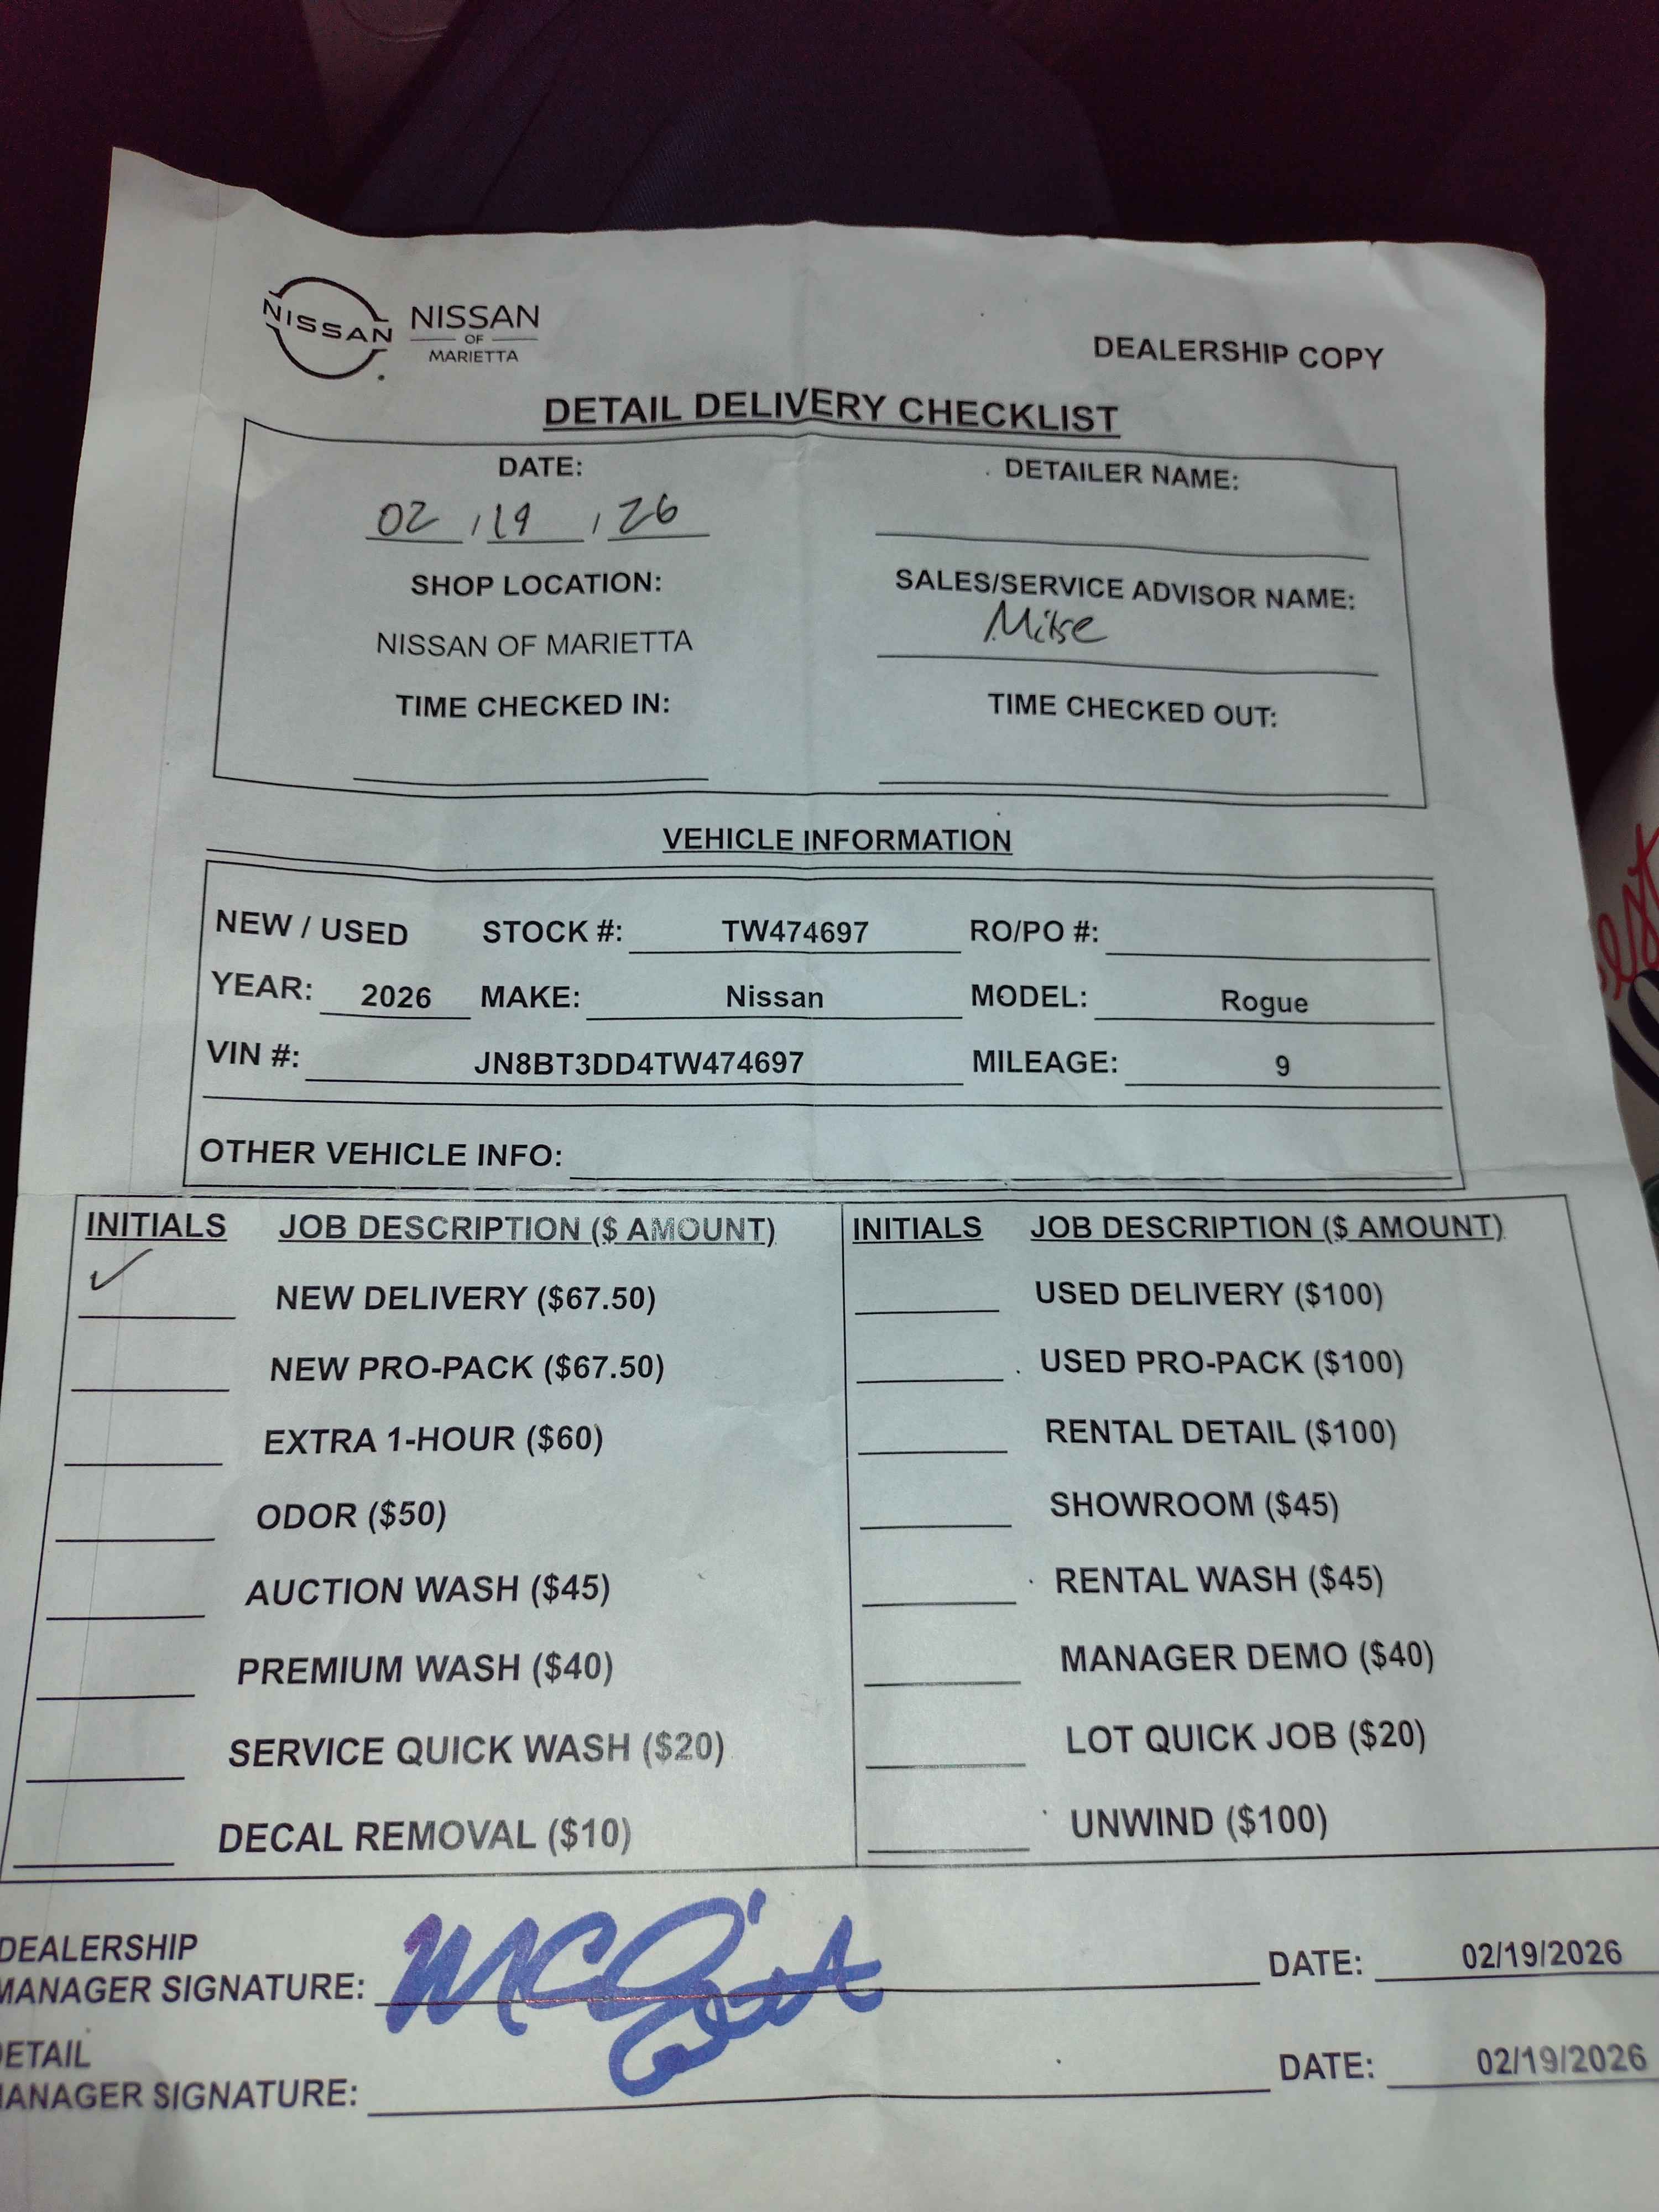 NISSAN
NISSAN
OF
MARIETTA
DEALERSHIP COPY
DETAIL DELIVERY CHECKLIST
DATE:
02 / 19 / 26
DETAILER NAME:
SHOP LOCATION:
NISSAN OF MARIETTA
SALES/SERVICE ADVISOR NAME:
Mike
TIME CHECKED IN:
TIME CHECKED OUT:
VEHICLE INFORMATION
NEW / USED STOCK #: TW474697 RO/PO #:
YEAR: 2026 MAKE: Nissan MODEL: Rogue
VIN #: JN8BT3DD4TW474697 MILEAGE: 9
OTHER VEHICLE INFO:
INITIALS JOB DESCRIPTION ($ AMOUNT) INITIALS JOB DESCRIPTION ($ AMOUNT)
✓ NEW DELIVERY ($67.50) USED DELIVERY ($100)
NEW PRO-PACK ($67.50) USED PRO-PACK ($100)
EXTRA 1-HOUR ($60) RENTAL DETAIL ($100)
ODOR ($50) SHOWROOM ($45)
AUCTION WASH ($45) RENTAL WASH ($45)
PREMIUM WASH ($40) MANAGER DEMO ($40)
SERVICE QUICK WASH ($20) LOT QUICK JOB ($20)
DECAL REMOVAL ($10) UNWIND ($100)
DEALERSHIP
MANAGER SIGNATURE: DATE: 02/19/2026
ETAIL
ANAGER SIGNATURE: DATE: 02/19/2026